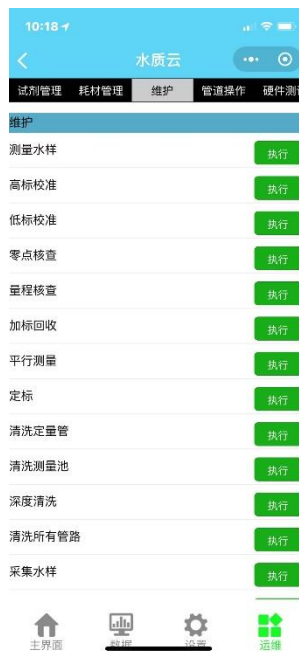 10:18
水质云
试剂管理 耗材管理 维护 管道操作 硬件测
维护
测量水样 执行
高标校准 执行
低标校准 执行
零点核查 执行
量程核查 执行
加标回收 执行
平行测量 执行
定标 执行
清洗定量管 执行
清洗测量池 执行
深度清洗 执行
清洗所有管路 执行
采集水样 执行
主界面 数据 设置 运维